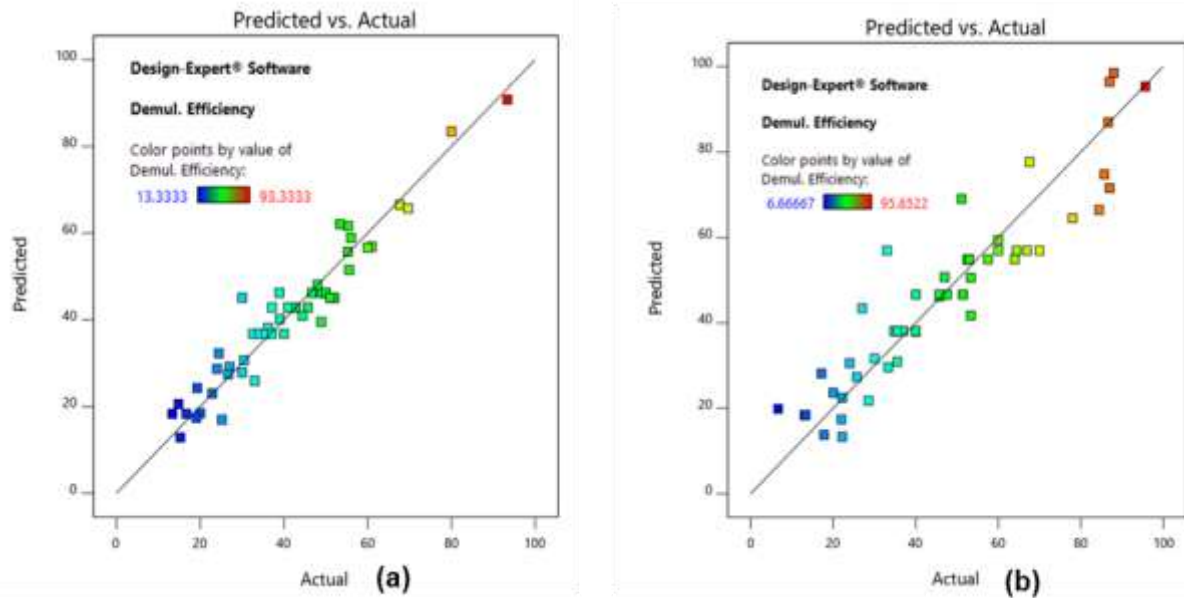 Predicted vs. Actual
100
80
60
40
20
0
Predicted
Design-Expert® Software
Demul. Efficiency
Color points by value of
Demul. Efficiency:
13.3333 93.3333
0 20 40 60 80 100
Actual (a)
Predicted vs. Actual
100
80
60
40
20
0
Predicted
Design-Expert® Software
Demul. Efficiency
Color points by value of
Demul. Efficiency:
6.66667 95.6522
0 20 40 60 80 100
Actual (b)